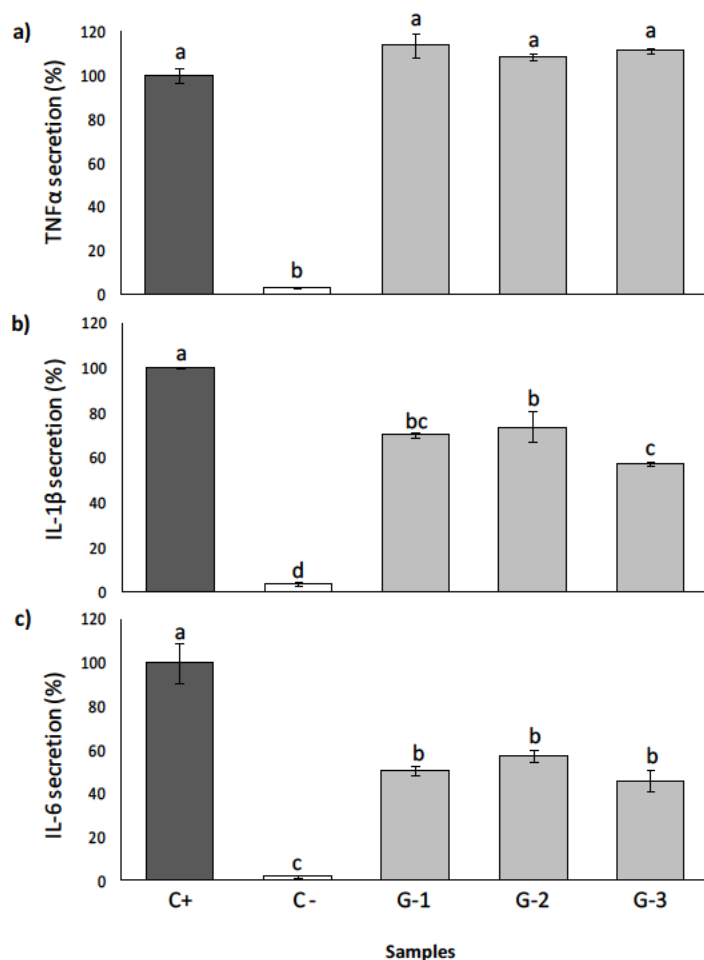 a)
TNFα secretion (%)
120
100
80
60
40
20
0
a
b
a
a
a
b)
IL-1β secretion (%)
120
100
80
60
40
20
0
a
d
bc
b
c
c)
IL-6 secretion (%)
120
100
80
60
40
20
0
a
c
b
b
b
C+ C - G-1 G-2 G-3
Samples